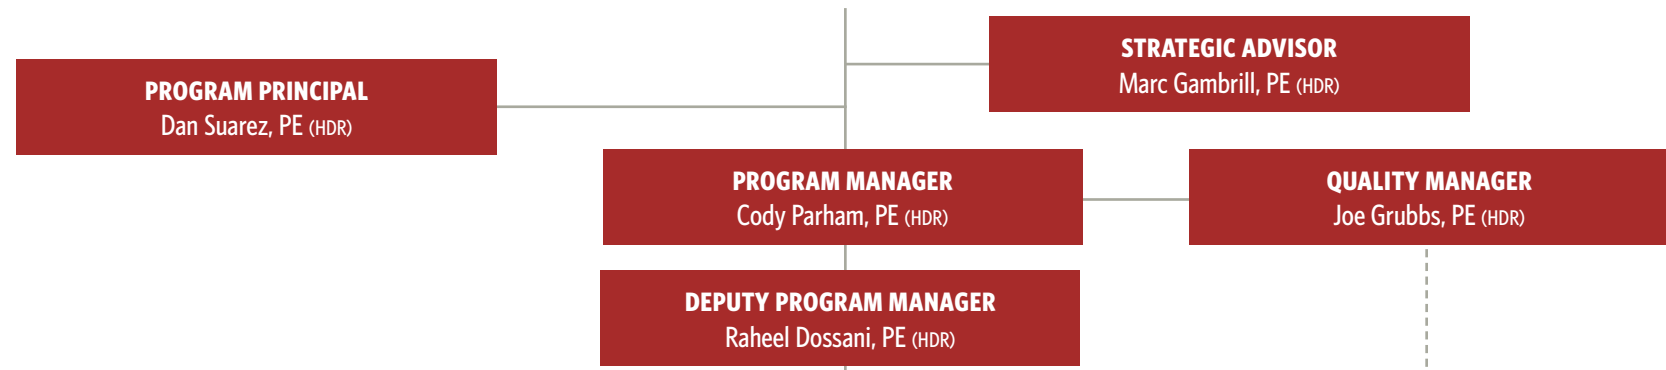 STRATEGIC ADVISOR
Marc Gambrill, PE (HDR)
PROGRAM PRINCIPAL
Dan Suarez, PE (HDR)
PROGRAM MANAGER
Cody Parham, PE (HDR)
QUALITY MANAGER
Joe Grubbs, PE (HDR)
DEPUTY PROGRAM MANAGER
Raheel Dossani, PE (HDR)